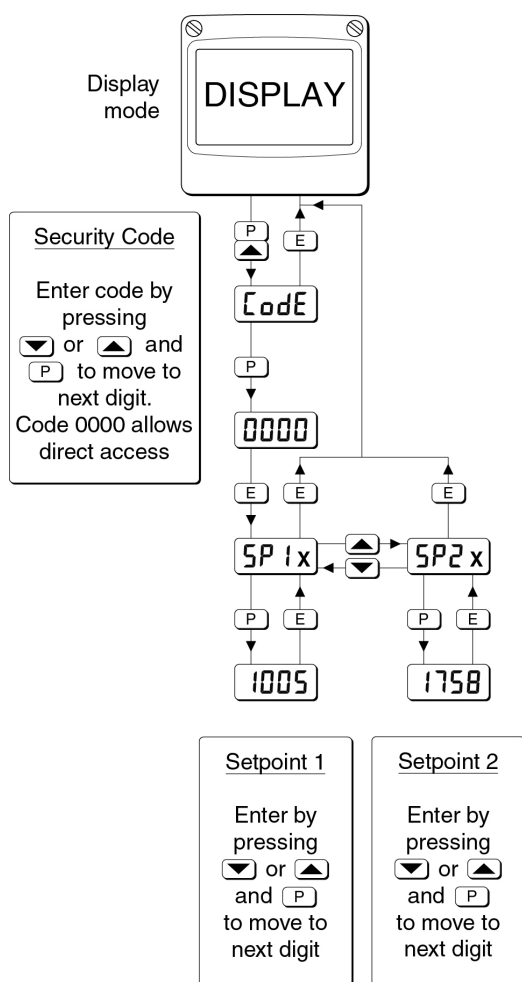 Display
mode
DISPLAY
P
E
CodE
Security Code
Enter code by
pressing
or and
P to move to
next digit.
Code 0000 allows
direct access
P
0000
E E E
SP1x SP2x
P E P E
1005 1758
Setpoint 1
Enter by
pressing
or
and P
to move to
next digit
Setpoint 2
Enter by
pressing
or
and P
to move to
next digit